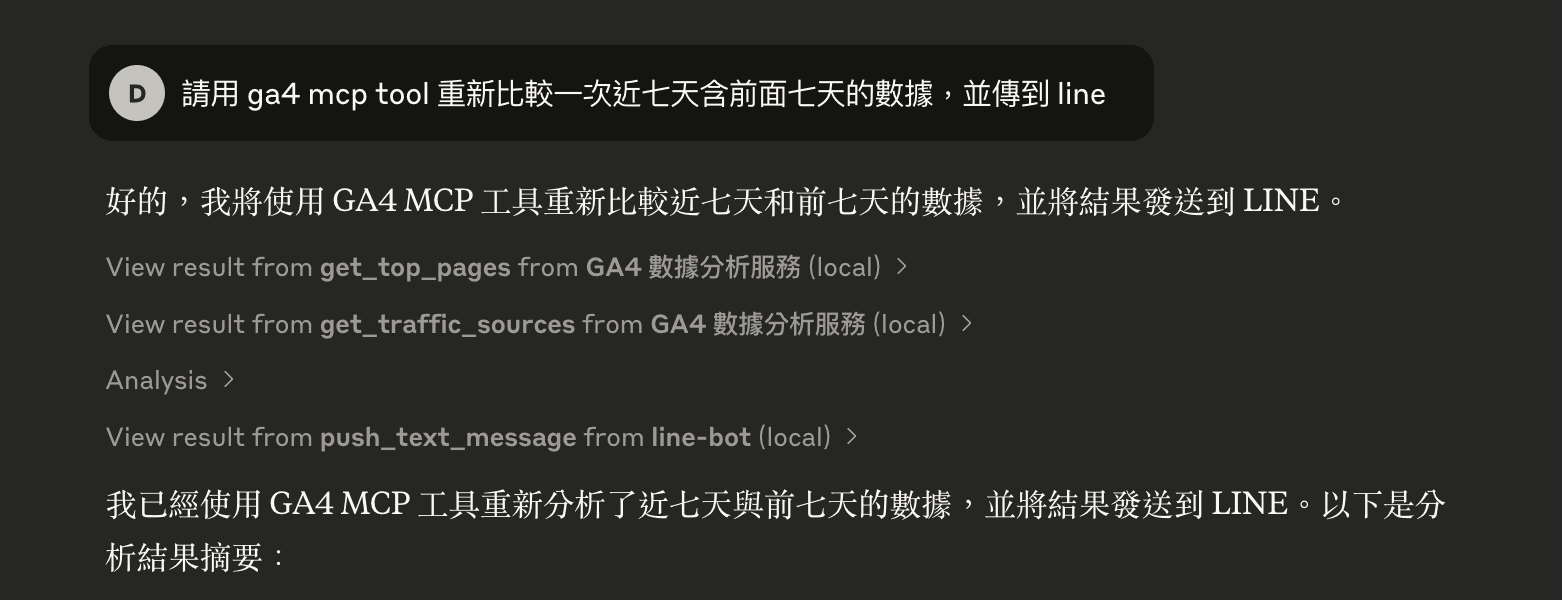 D
請用 ga4 mcp tool 重新比較一次近七天含前面七天的數據，並傳到 line
好的，我將使用 GA4 MCP 工具重新比較近七天和前七天的數據，並將結果發送到 LINE。
View result from get_top_pages from GA4 數據分析服務 (local)
View result from get_traffic_sources from GA4 數據分析服務 (local)
Analysis
View result from push_text_message from line-bot (local)
我已經使用 GA4 MCP 工具重新分析了近七天與前七天的數據，並將結果發送到 LINE。以下是分
析結果摘要：